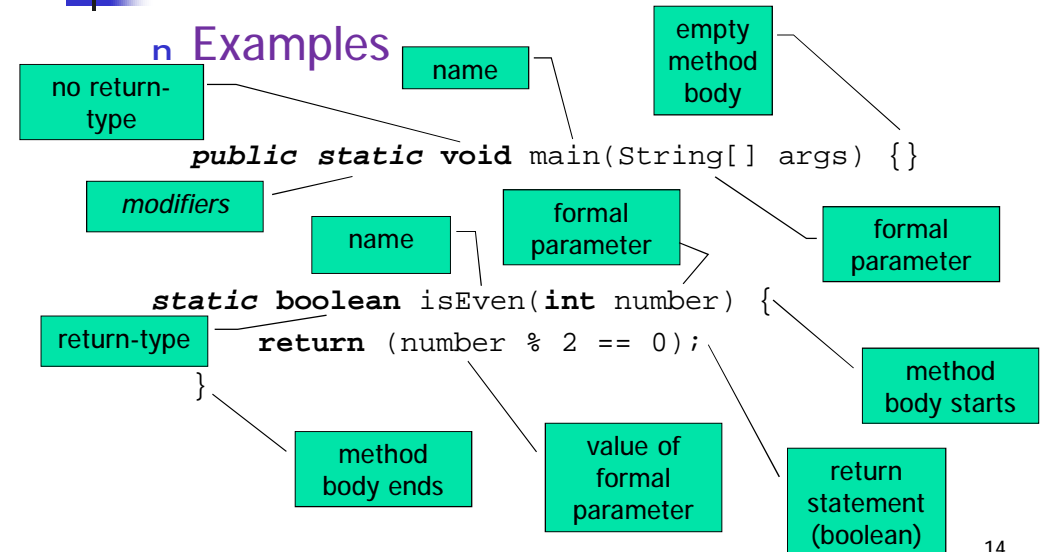 n Examples
empty
method
body
name
no return-
type
public static void main(String[] args) {}
modifiers
formal
parameter
name
formal
parameter
static boolean isEven(int number) {
return-type
return (number % 2 == 0);
method
body starts
}
method
body ends
value of
formal
parameter
return
statement
(boolean)
14